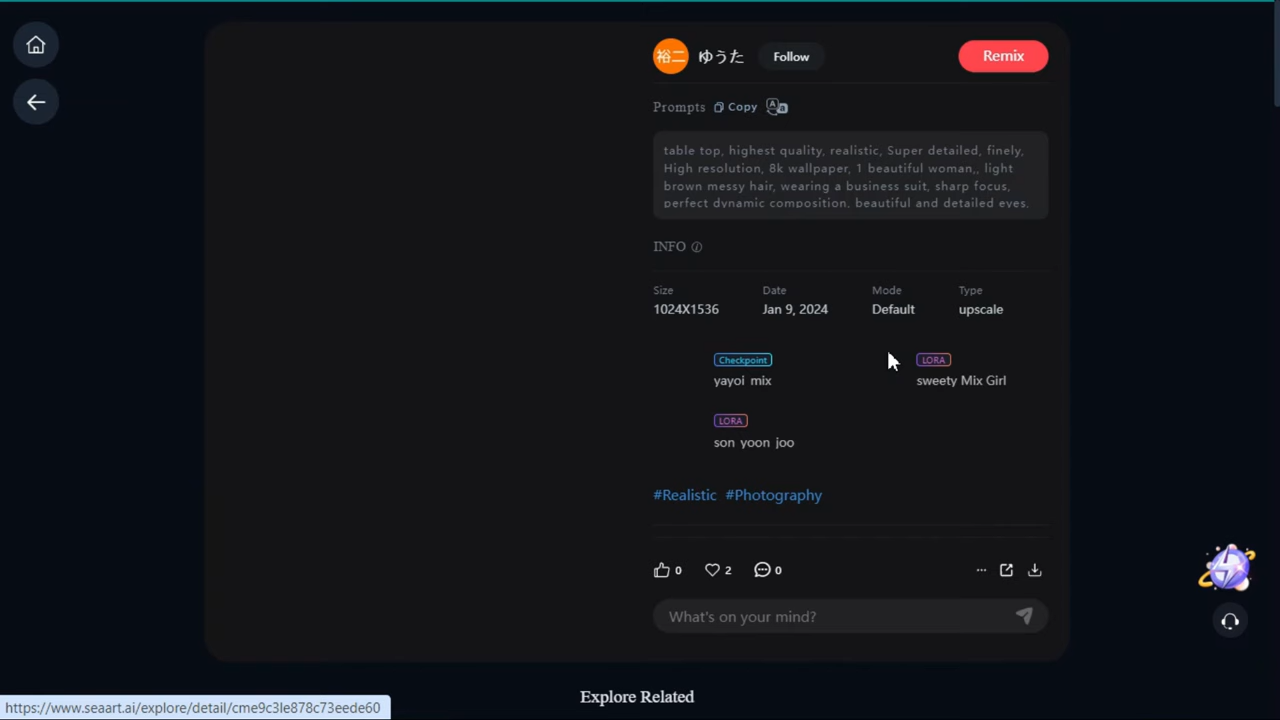 裕二 ゆうた Follow Remix
Prompts Copy
table top, highest quality, realistic, Super detailed, finely,
High resolution, 8k wallpaper, 1 beautiful woman,, light
brown messy hair, wearing a business suit, sharp focus,
perfect dynamic composition, beautiful and detailed eyes,
INFO
Size Date Mode Type
1024X1536 Jan 9, 2024 Default upscale
Checkpoint LORA
yayoi mix sweety Mix Girl
LORA
son yoon joo
#Realistic #Photography
0 2 0
What's on your mind?
Explore Related
https://www.seaart.ai/explore/detail/cme9c3le878c73eede60